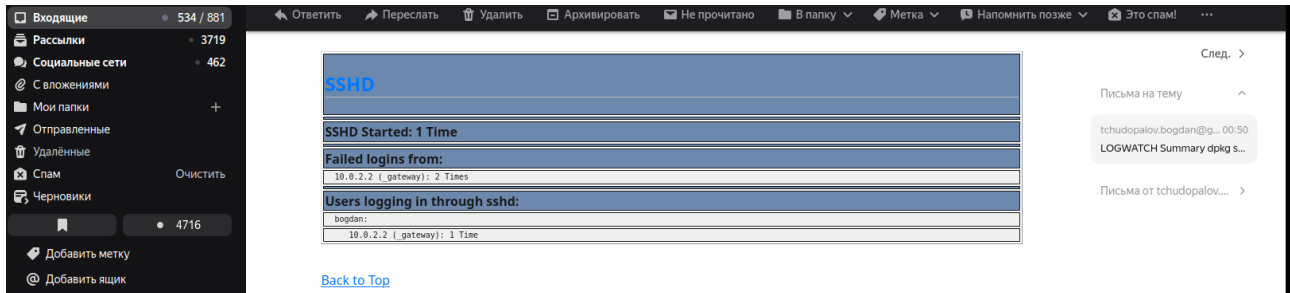 Входящие 534 / 881
Рассылки 3719
Социальные сети 462
С вложениями
Мои папки
Отправленные
Удалённые
Спам Очистить
Черновики
4716
Добавить метку
@ Добавить ящик
Ответить Переслать Удалить Архивировать Не прочитано В папку Метка Напомнить позже Это спам! ...
SSHD
SSHD Started: 1 Time
Failed logins from:
10.0.2.2 (_gateway): 2 Times
Users logging in through sshd:
bogdan:
10.0.2.2 (_gateway): 1 Time
Back to Top
След. >
Письма на тему
tchudopalov.bogdan@g... 00:50
LOGWATCH Summary dpkg s...
Письма от tchudopalov.... >